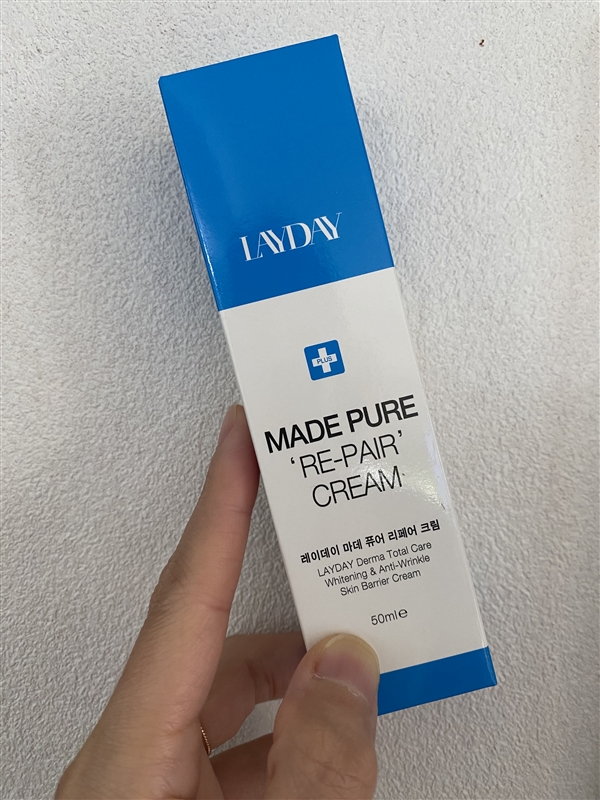 LAYDAY
PLUS
MADE PURE
‘RE-PAIR’
CREAM
레이데이 마데 퓨어 리페어 크림
LAYDAY Derma Total Care
Whitening & Anti-Wrinkle
Skin Barrier Cream
50ml℮